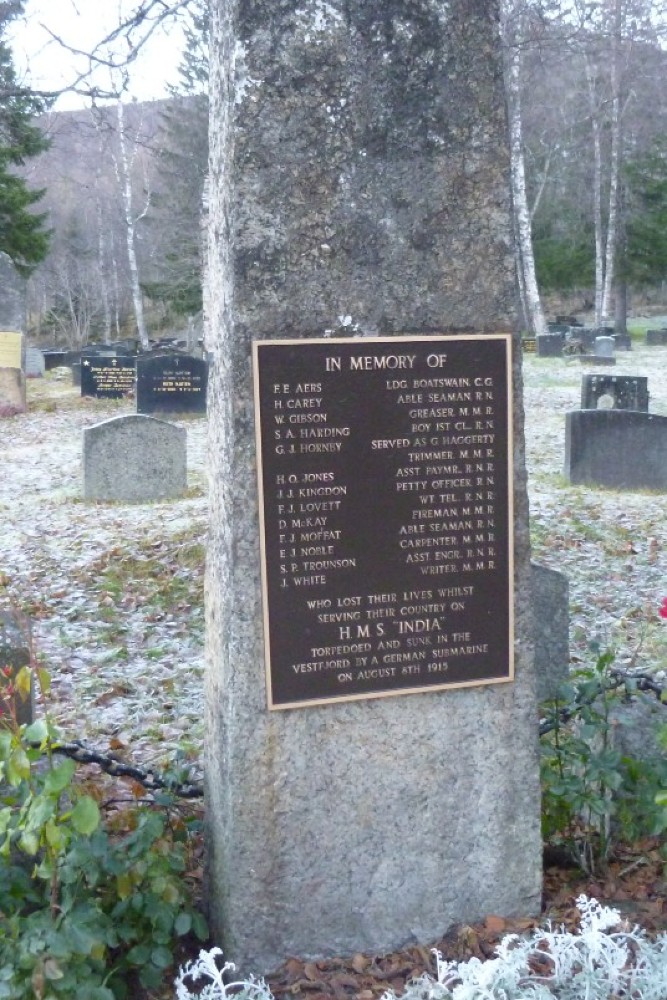 IN MEMORY OF
F. E. AERS LDG. BOATSWAIN, C.G.
H. CAREY ABLE SEAMAN, R.N.
W. GIBSON GREASER, M.M.R.
S. A. HARDING BOY 1ST CL., R.N.
G. J. HORNBY SERVED AS G. HAGGERTY
TRIMMER, M.M.R.
H. O. JONES ASST. PAYMR., R.N.R.
J. J. KINGDON PETTY OFFICER, R.N.
F. J. LOVETT WT. TEL., R.N.R.
D. McKAY FIREMAN, M.M.R.
F. J. MOFFAT ABLE SEAMAN, R.N.
E. J. NOBLE CARPENTER, M.M.R.
S. P. TROUNSON ASST. ENGR., R.N.R.
J. WHITE WRITER, M.M.R.
WHO LOST THEIR LIVES WHILST
SERVING THEIR COUNTRY ON
H.M.S. "INDIA"
TORPEDOED AND SUNK IN THE
VESTFJORD BY A GERMAN SUBMARINE
ON AUGUST 8TH 1915